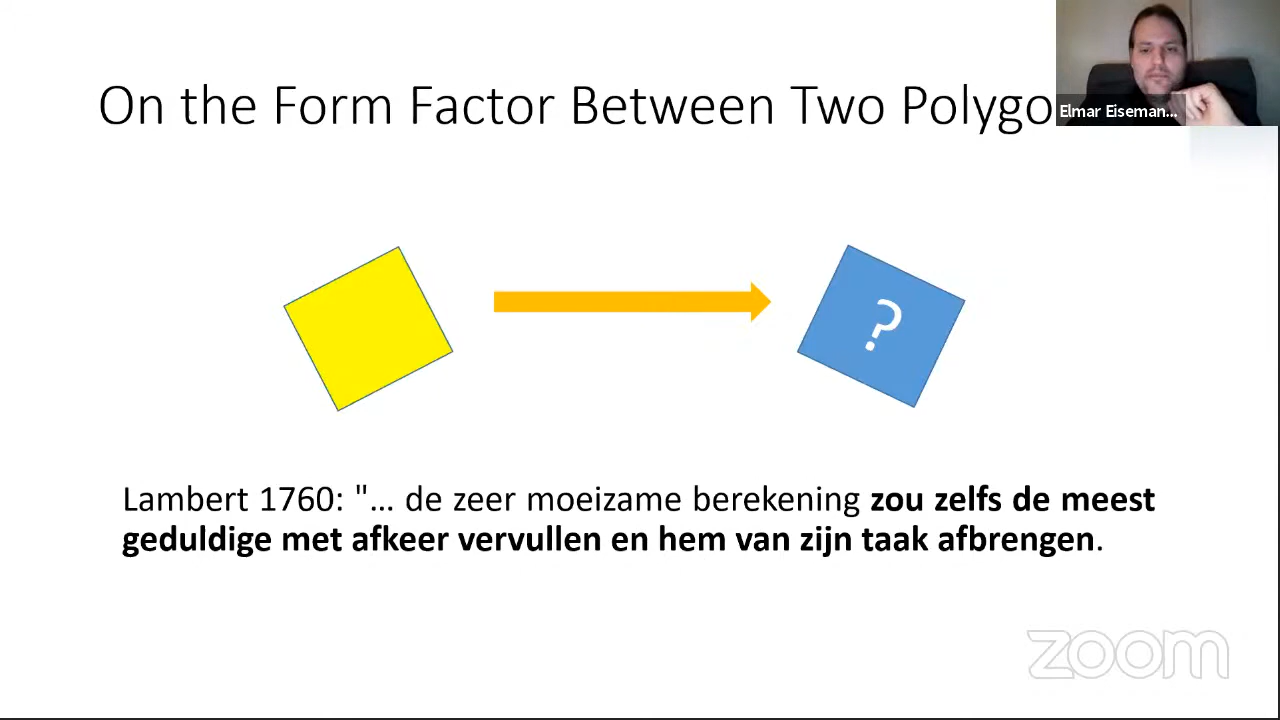 On the Form Factor Between Two Polygo
Elmar Eiseman...
?
Lambert 1760: "... de zeer moeizame berekening zou zelfs de meest
geduldige met afkeer vervullen en hem van zijn taak afbrengen.
zoom